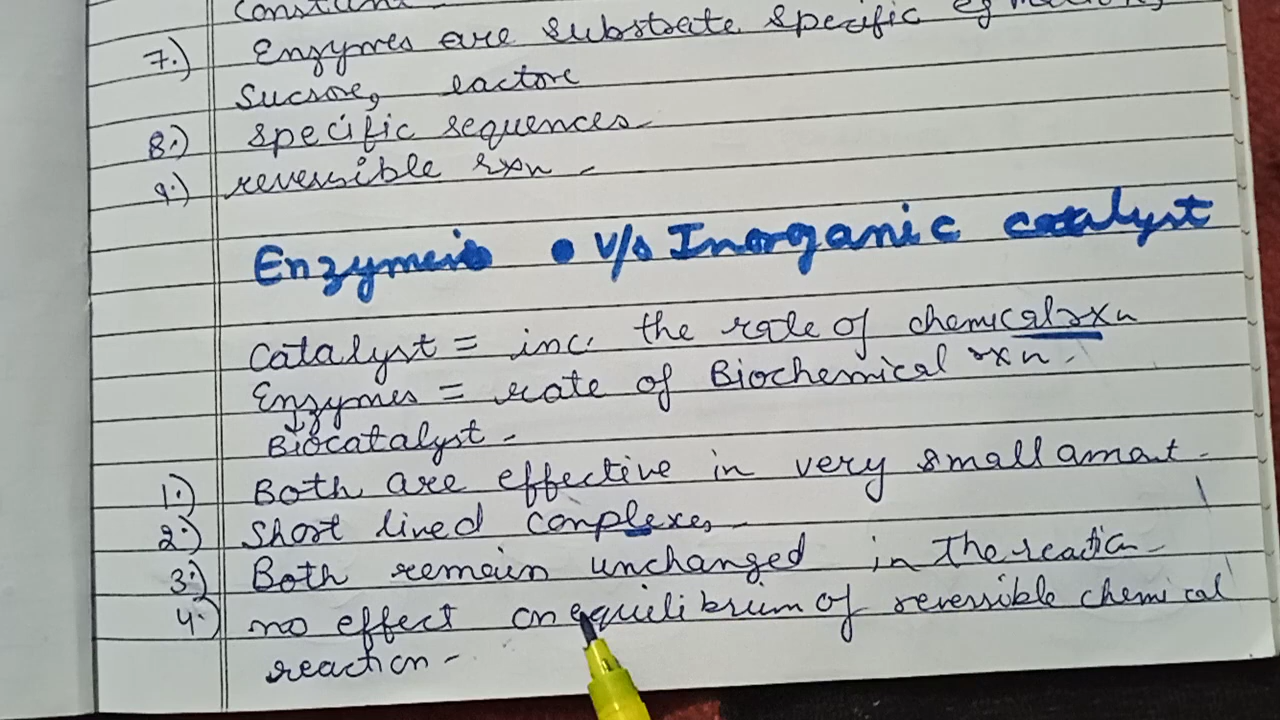 7.) Enzymes are substrate specific eg
Sucrose, lactose
8.) specific sequences
9.) reversible rxn -
Enzymes v/s Inorganic catalyst
Catalyst = inc. the rate of chemical rxn
Enzymes = rate of Biochemical rxn -
Biocatalyst -
1.) Both are effective in very small amout -
2.) Short lived complexes -
3.) Both remain unchanged in the reaction -
4.) no effect on equilibrium of reversible chemical
reaction -